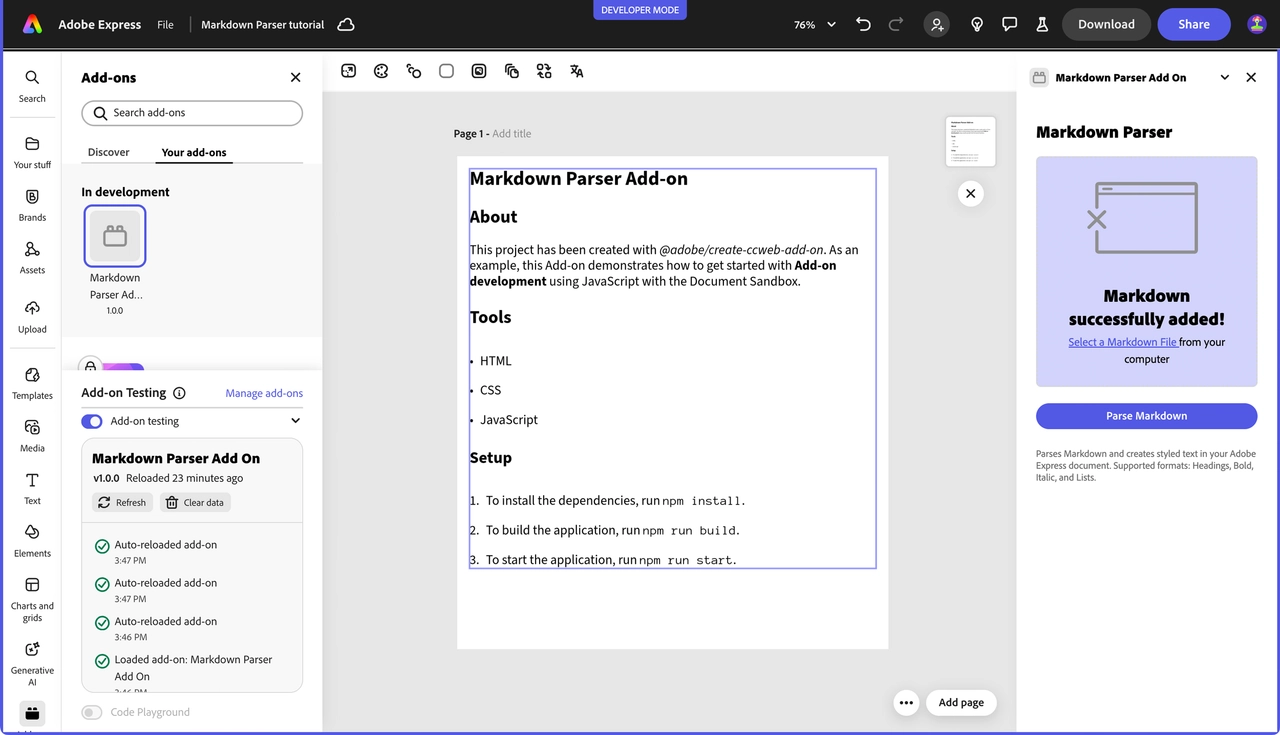 DEVELOPER MODE
Adobe Express
File
Markdown Parser tutorial
76%
Download
Share
Search
Your stuff
Brands
Assets
Upload
Templates
Media
Text
Elements
Charts and
grids
Generative
AI
Add-ons
Search add-ons
Discover
Your add-ons
In development
Markdown
Parser Ad...
1.0.0
Add-on Testing
Manage add-ons
Add-on testing
Markdown Parser Add On
v1.0.0 Reloaded 23 minutes ago
Refresh
Clear data
Auto-reloaded add-on
3:47 PM
Auto-reloaded add-on
3:47 PM
Auto-reloaded add-on
3:46 PM
Loaded add-on: Markdown Parser
Add On
3:46 PM
Code Playground
Page 1 - Add title
Markdown Parser Add-on
About
This project has been created with @adobe/create-ccweb-add-on. As an
example, this Add-on demonstrates how to get started with Add-on
development using JavaScript with the Document Sandbox.
Tools
• HTML
• CSS
• JavaScript
Setup
1. To install the dependencies, run npm install.
2. To build the application, run npm run build.
3. To start the application, run npm run start.
Add page
Markdown Parser Add On
Markdown Parser
Markdown
successfully added!
Select a Markdown File from your
computer
Parse Markdown
Parses Markdown and creates styled text in your Adobe
Express document. Supported formats: Headings, Bold,
Italic, and Lists.